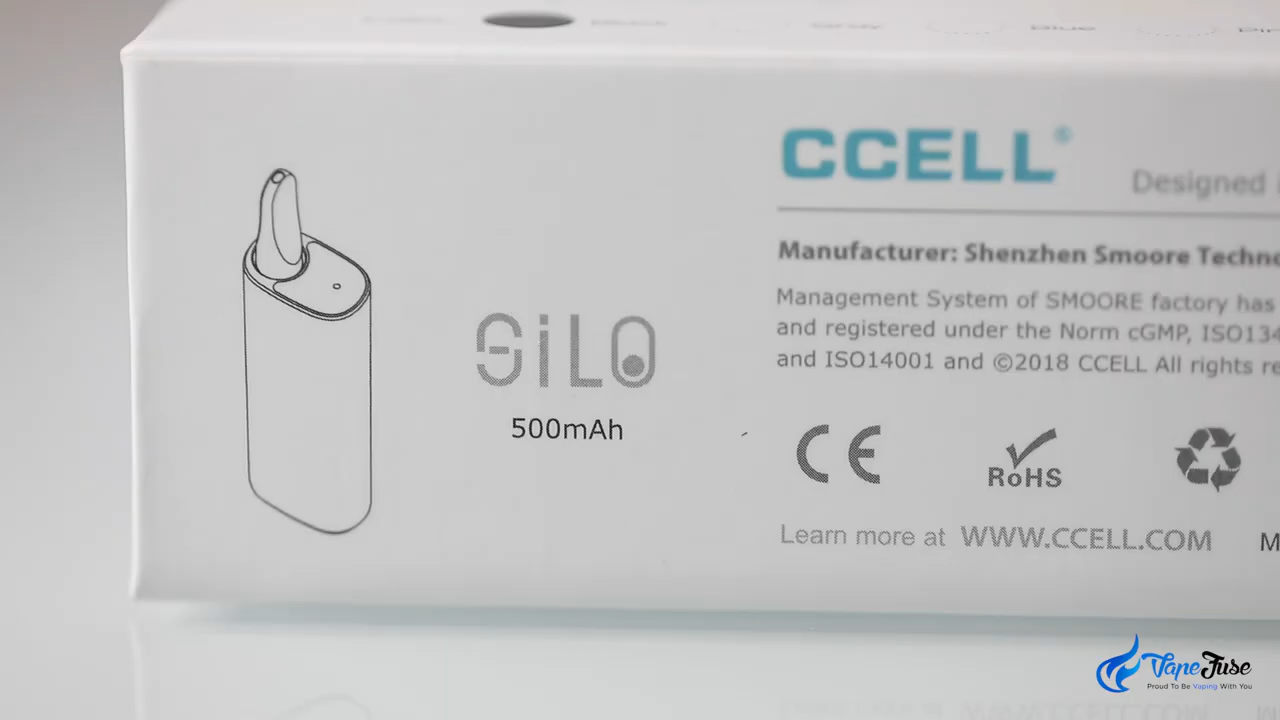 Black
Blue
CCELL®
Designed
Manufacturer: Shenzhen Smoore Techno
Management System of SMOORE factory has
and registered under the Norm cGMP, ISO134
and ISO14001 and ©2018 CCELL All rights re
SiLO
500mAh
CE
RoHS
Learn more at WWW.CCELL.COM
M
VapeFuse
Proud To Be Vaping With You